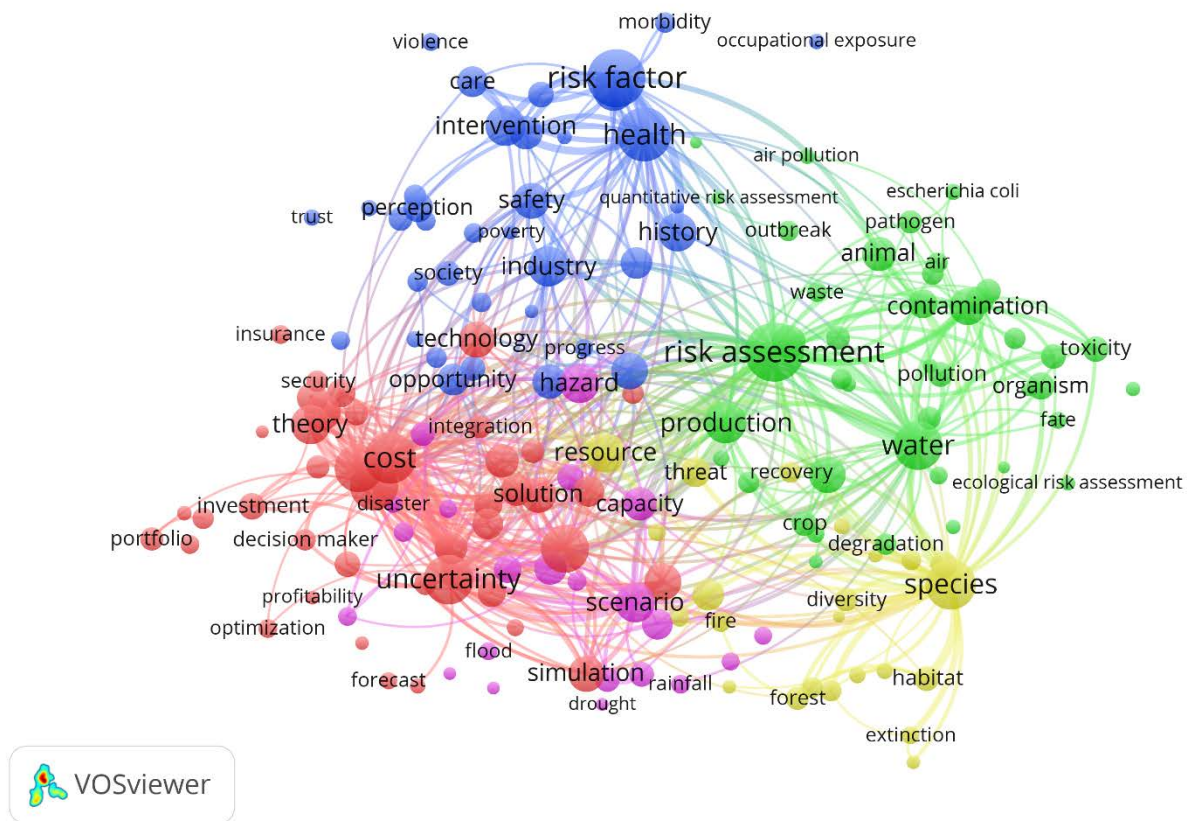 morbidity
violence
occupational exposure
risk factor
care
intervention
health
air pollution
escherichia coli
quantitative risk assessment
safety
perception
trust
pathogen
poverty
history
outbreak
animal
society
industry
air
waste
contamination
insurance
technology
progress
risk assessment
toxicity
security
opportunity
hazard
pollution
organism
theory
integration
production
fate
cost
resource
water
threat
recovery
ecological risk assessment
disaster
solution
capacity
investment
portfolio
decision maker
crop
degradation
uncertainty
species
profitability
scenario
diversity
optimization
fire
flood
simulation
forecast
rainfall
habitat
forest
drought
extinction
VOSviewer